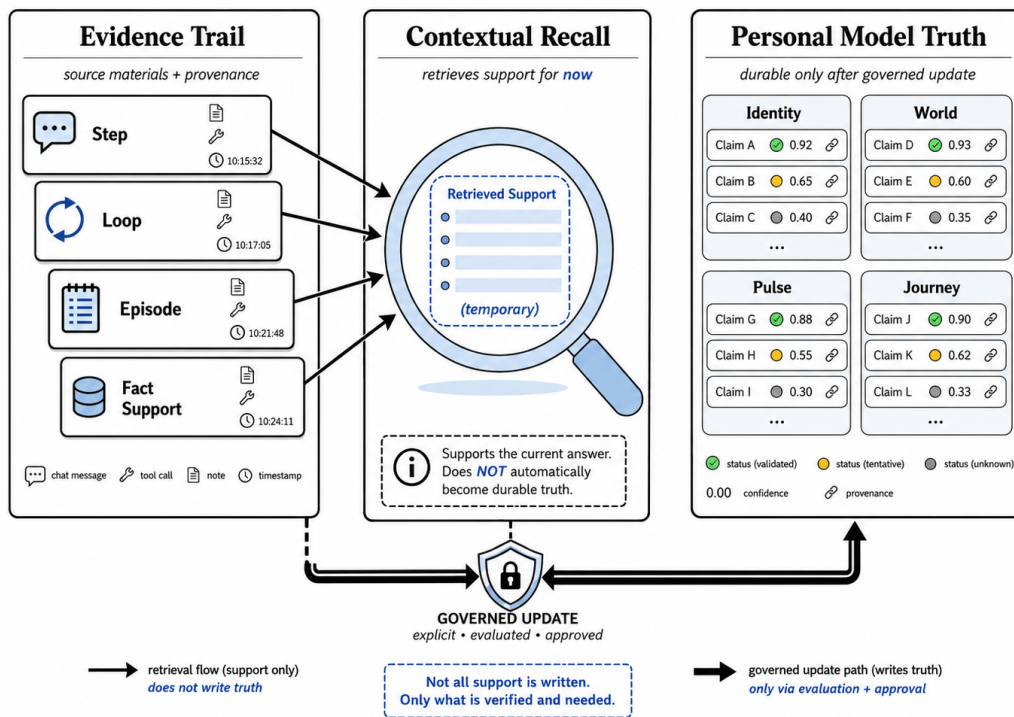 Evidence Trail
source materials + provenance
Step
10:15:32
Loop
10:17:05
Episode
10:21:48
Fact
Support
10:24:11
chat message
tool call
note
timestamp
Contextual Recall
retrieves support for now
Retrieved Support
(temporary)
Supports the current answer.
Does NOT automatically
become durable truth.
Personal Model Truth
durable only after governed update
Identity
Claim A 0.92
Claim B 0.65
Claim C 0.40
...
World
Claim D 0.93
Claim E 0.60
Claim F 0.35
...
Pulse
Claim G 0.88
Claim H 0.55
Claim I 0.30
...
Journey
Claim J 0.90
Claim K 0.62
Claim L 0.33
...
status (validated)
status (tentative)
status (unknown)
0.00 confidence
provenance
GOVERNED UPDATE
explicit • evaluated • approved
retrieval flow (support only)
does not write truth
Not all support is written.
Only what is verified and needed.
governed update path (writes truth)
only via evaluation + approval